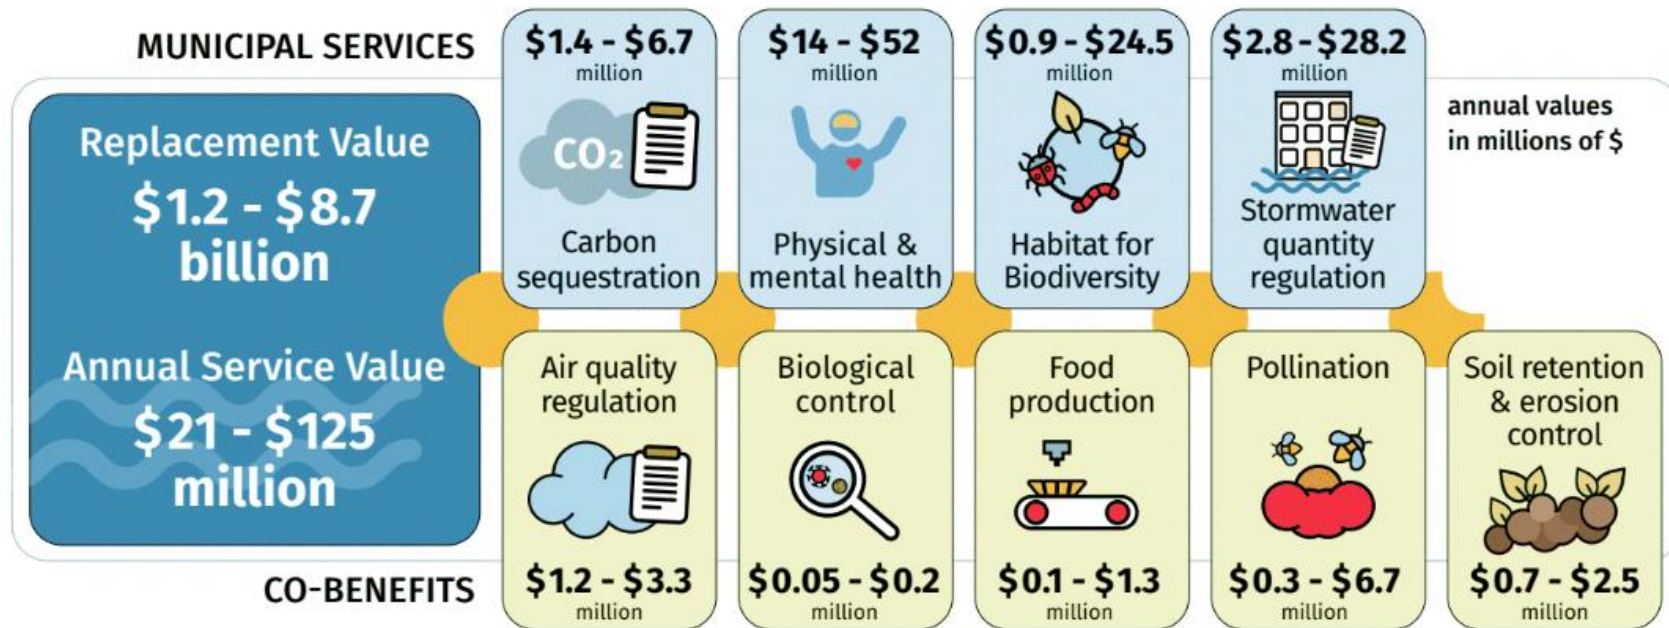 MUNICIPAL SERVICES
Replacement Value
$1.2 - $8.7
billion
Annual Service Value
$21 - $125
million
CO-BENEFITS
$1.4 - $6.7
million
CO2
Carbon
sequestration
$14 - $52
million
Physical &
mental health
$0.9 - $24.5
million
Habitat for
Biodiversity
$2.8 - $28.2
million
Stormwater
quantity
regulation
annual values
in millions of $
Air quality
regulation
$1.2 - $3.3
million
Biological
control
$0.05 - $0.2
million
Food
production
$0.1 - $1.3
million
Pollination
$0.3 - $6.7
million
Soil retention
& erosion
control
$0.7 - $2.5
million